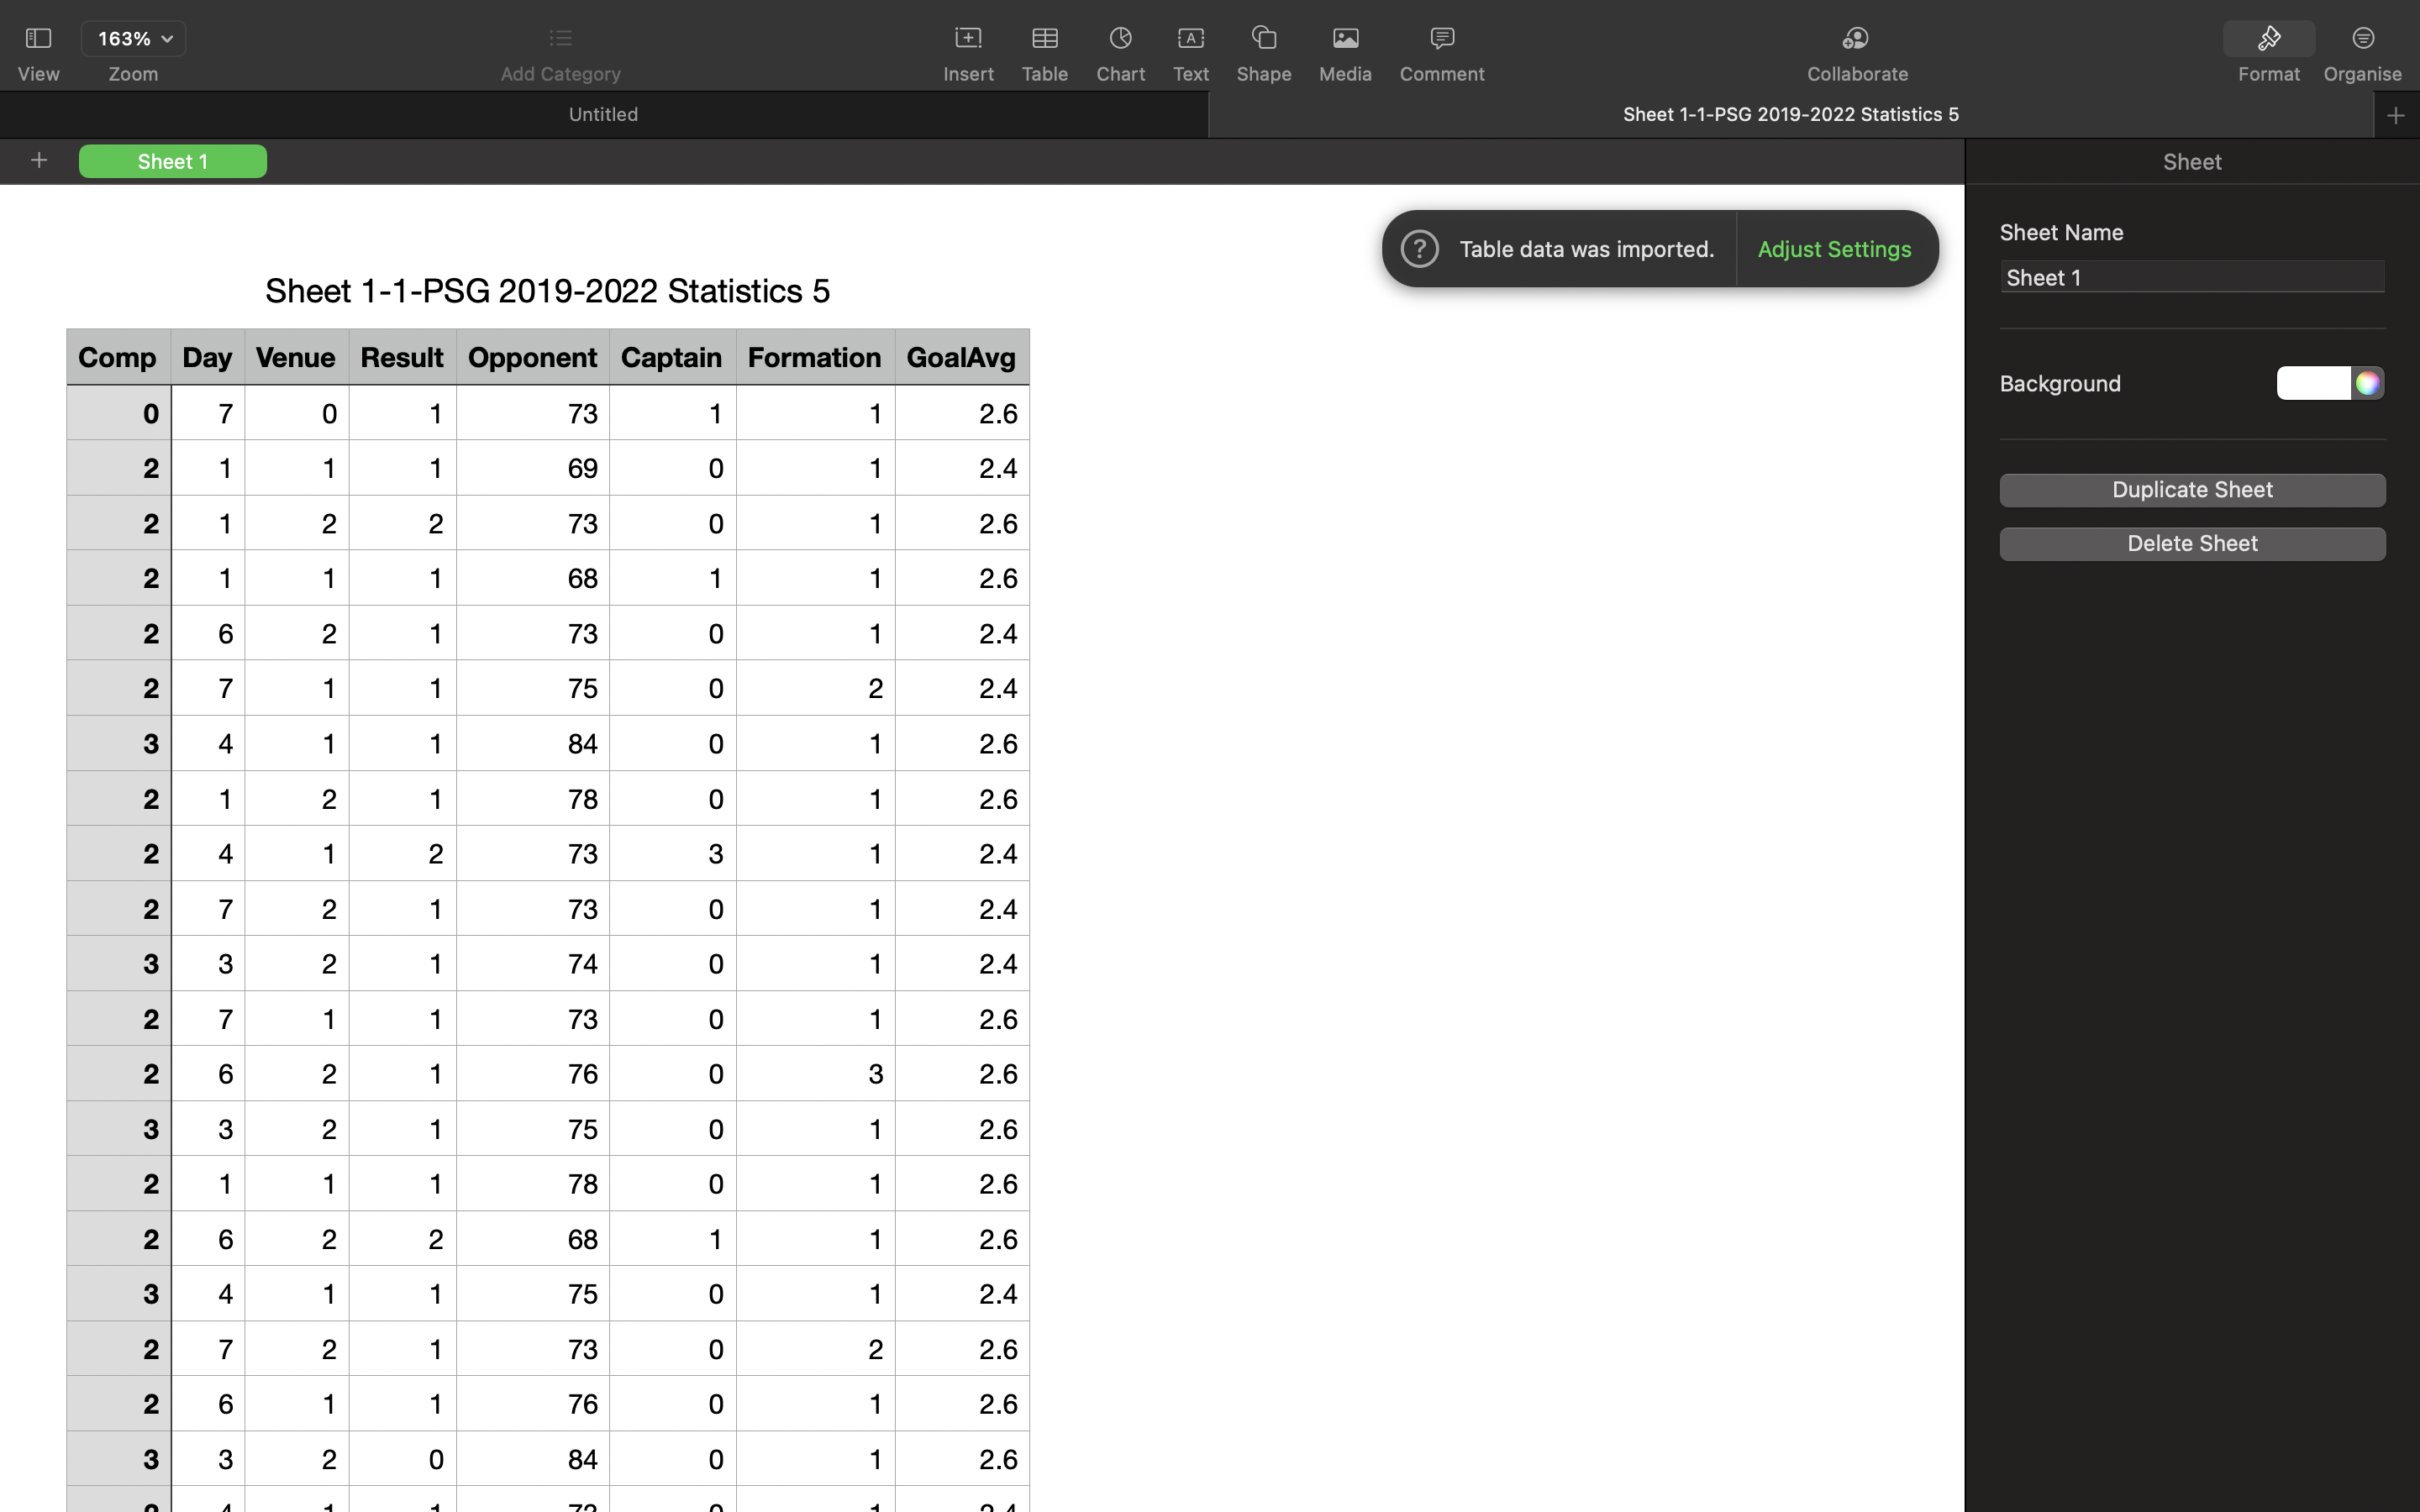 163%
View Zoom Add Category Insert Table Chart Text Shape Media Comment Collaborate Format Organise
Untitled Sheet 1-1-PSG 2019-2022 Statistics 5
Sheet 1 Sheet
Table data was imported. Adjust Settings
Sheet Name
Sheet 1
Background
Duplicate Sheet
Delete Sheet
Sheet 1-1-PSG 2019-2022 Statistics 5
Comp Day Venue Result Opponent Captain Formation GoalAvg
0 7 0 1 73 1 1 2.6
2 1 1 1 69 0 1 2.4
2 1 2 2 73 0 1 2.6
2 1 1 1 68 1 1 2.6
2 6 2 1 73 0 1 2.4
2 7 1 1 75 0 2 2.4
3 4 1 1 84 0 1 2.6
2 1 2 1 78 0 1 2.6
2 4 1 2 73 3 1 2.4
2 7 2 1 73 0 1 2.4
3 3 2 1 74 0 1 2.4
2 7 1 1 73 0 1 2.6
2 6 2 1 76 0 3 2.6
3 3 2 1 75 0 1 2.6
2 1 1 1 78 0 1 2.6
2 6 2 2 68 1 1 2.6
3 4 1 1 75 0 1 2.4
2 7 2 1 73 0 2 2.6
2 6 1 1 76 0 1 2.6
3 3 2 0 84 0 1 2.6